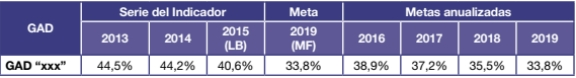 GAD Serie del Indicador Meta Metas anualizadas
2013 2014 2015 (LB) 2019 (MF) 2016 2017 2018 2019
GAD “xxx” 44,5% 44,2% 40,6% 33,8% 38,9% 37,2% 35,5% 33,8%